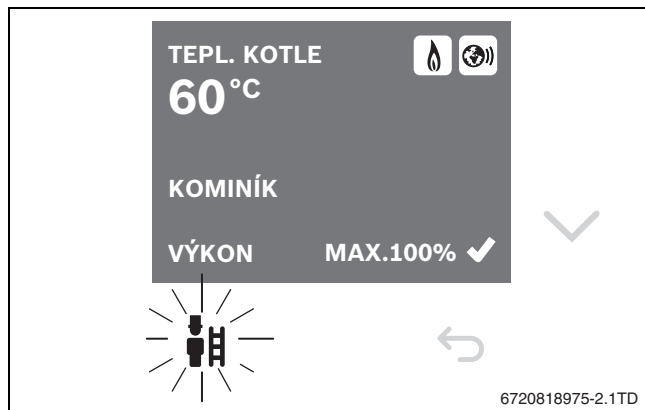 TEPL. KOTLE
60°C
KOMINÍK
VÝKON MAX.100%
6720818975-2.1TD